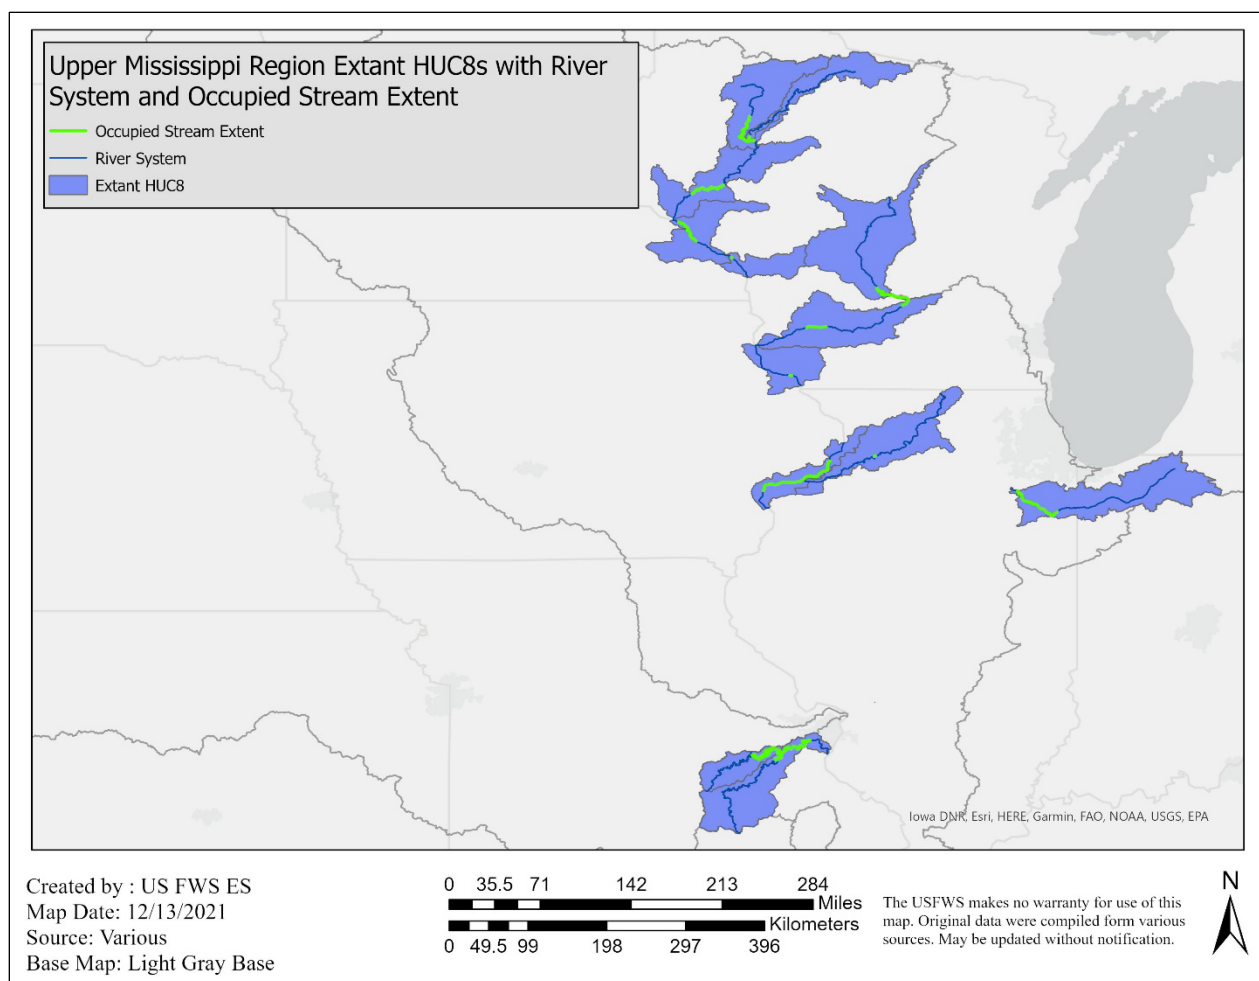 Upper Mississippi Region Extant HUC8s with River
System and Occupied Stream Extent
Occupied Stream Extent
River System
Extant HUC8
Iowa DNR, Esri, HERE, Garmin, FAO, NOAA, USGS, EPA
Created by : US FWS ES
Map Date: 12/13/2021
Source: Various
Base Map: Light Gray Base
0 35.5 71 142 213 284
Miles
Kilometers
0 49.5 99 198 297 396
The USFWS makes no warranty for use of this
map. Original data were compiled form various
sources. May be updated without notification.
N